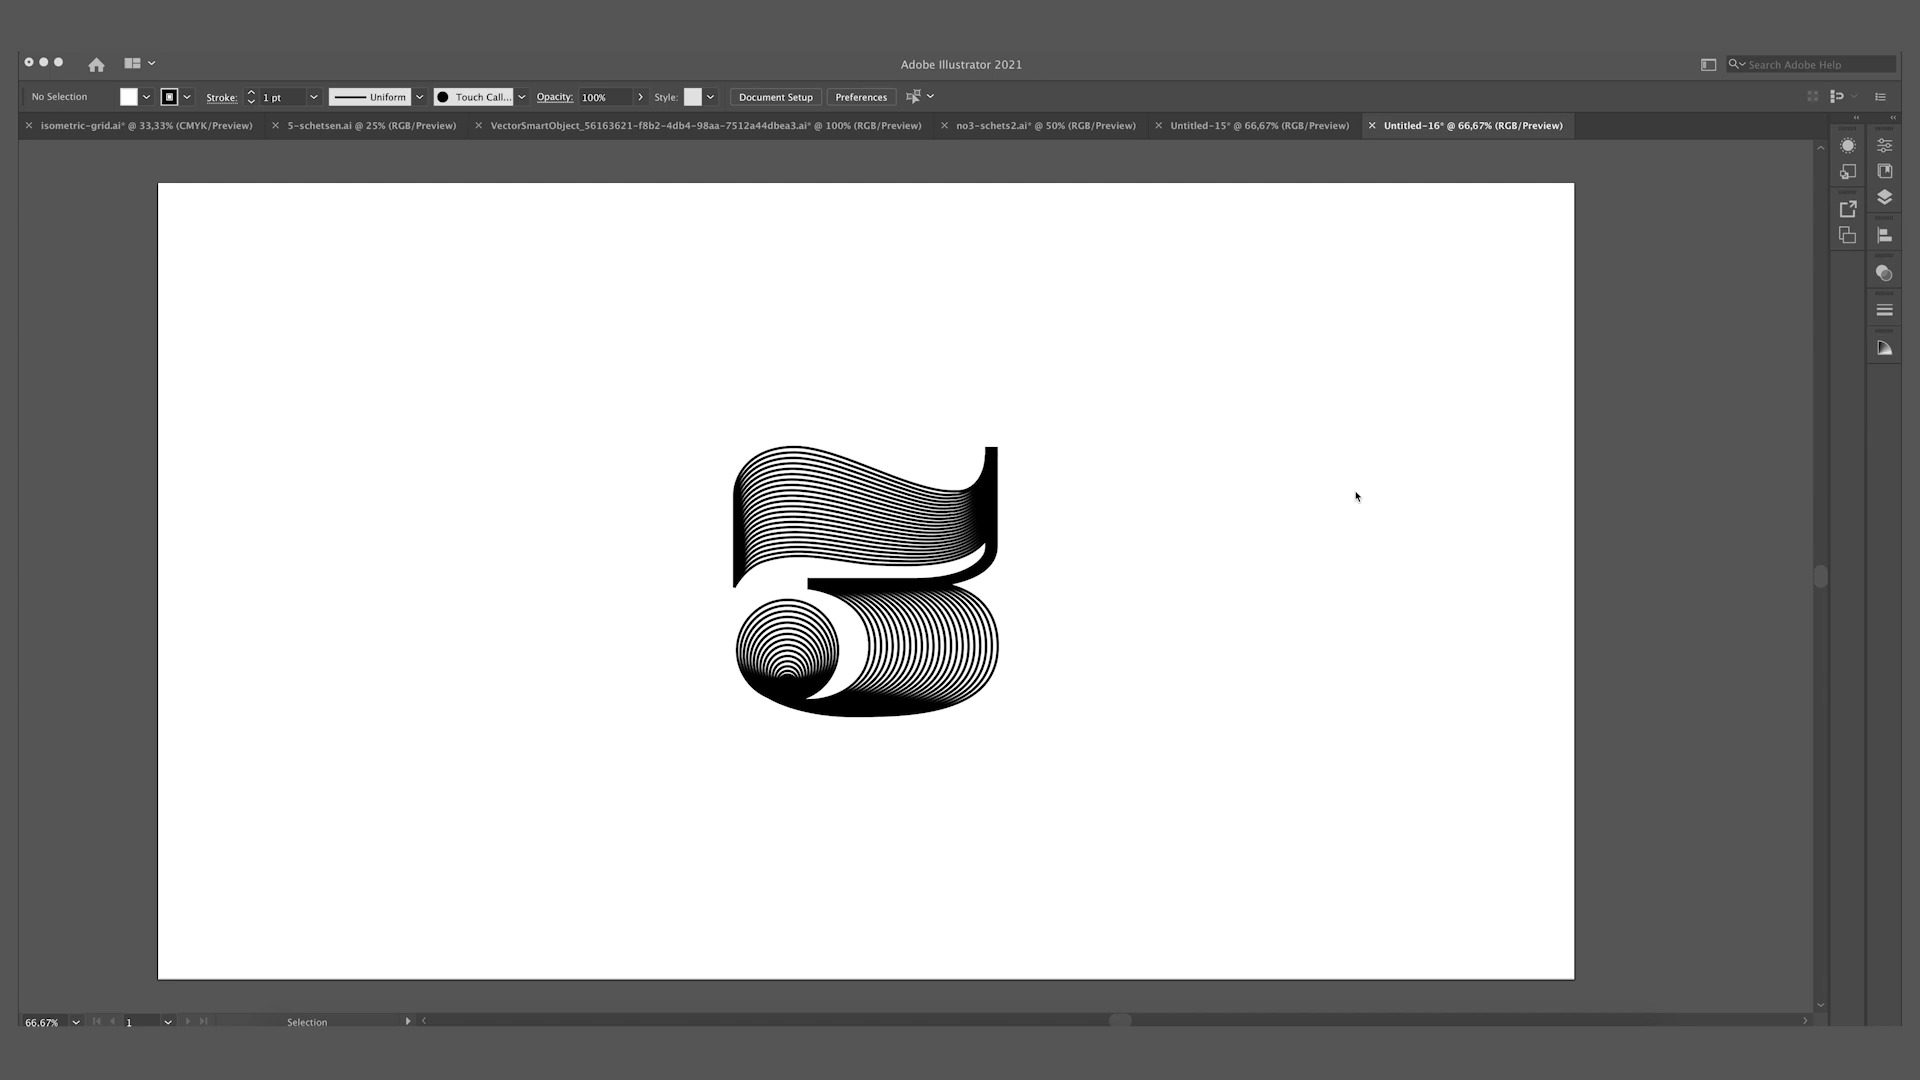 Adobe Illustrator 2021
Search Adobe Help
No Selection Stroke: 1 pt Uniform Touch Call... Opacity: 100% Style: Document Setup Preferences
isometric-grid.ai* @ 33,33% (CMYK/Preview) 5-schetsen.ai @ 25% (RGB/Preview) VectorSmartObject_56163621-f8b2-4db4-98aa-7512a44dbea3.ai* @ 100% (RGB/Preview) no3-schets2.ai* @ 50% (RGB/Preview) Untitled-15* @ 66,67% (RGB/Preview) Untitled-16* @ 66,67% (RGB/Preview)
5
66.67% 1 Selection